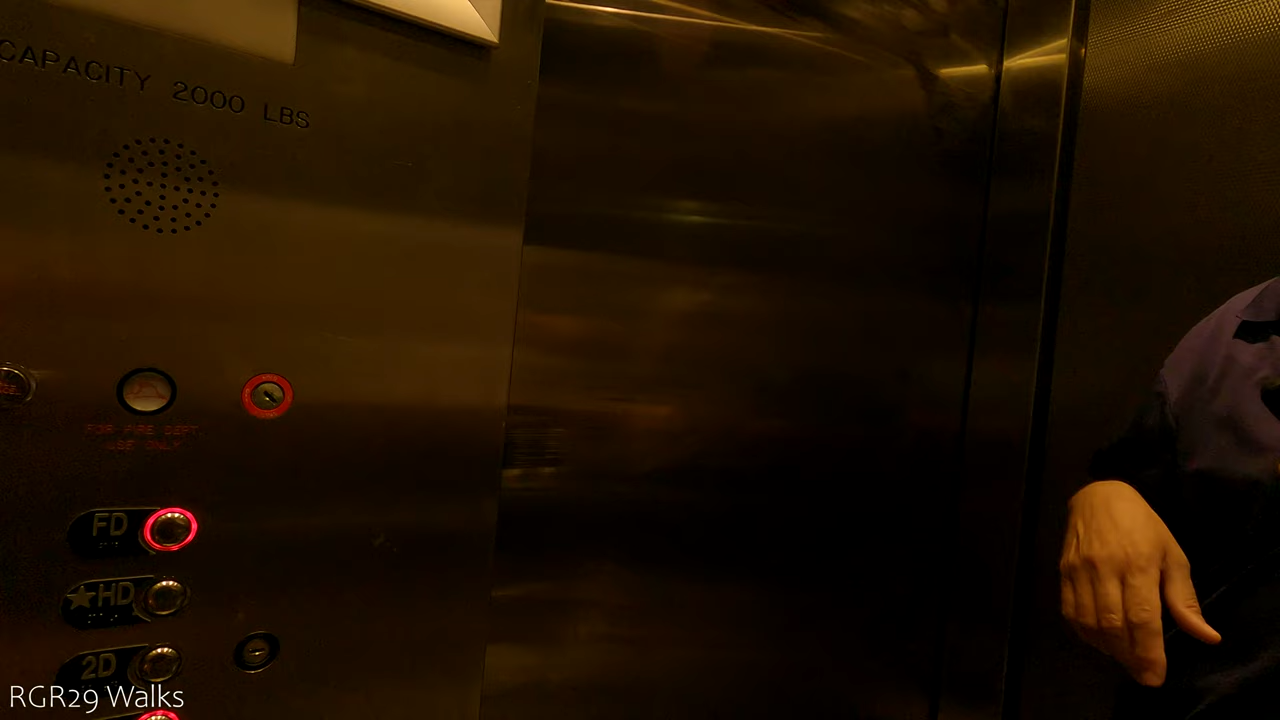 CAPACITY 2000 LBS
FOR FIRE DEPT
USE ONLY
FD
★HD
2D
RGR29 Walks